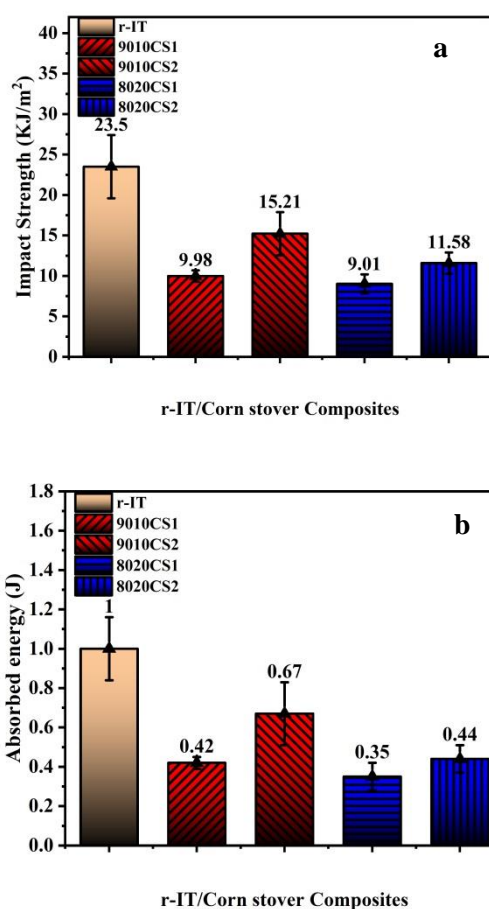 a
r-IT
9010CS1
9010CS2
8020CS1
8020CS2
Impact Strength (KJ/m²)
40
35
30
25
20
15
10
5
0
23.5
9.98
15.21
9.01
11.58
r-IT/Corn stover Composites
b
r-IT
9010CS1
9010CS2
8020CS1
8020CS2
Absorbed energy (J)
1.8
1.6
1.4
1.2
1.0
0.8
0.6
0.4
0.2
0.0
1
0.42
0.67
0.35
0.44
r-IT/Corn stover Composites